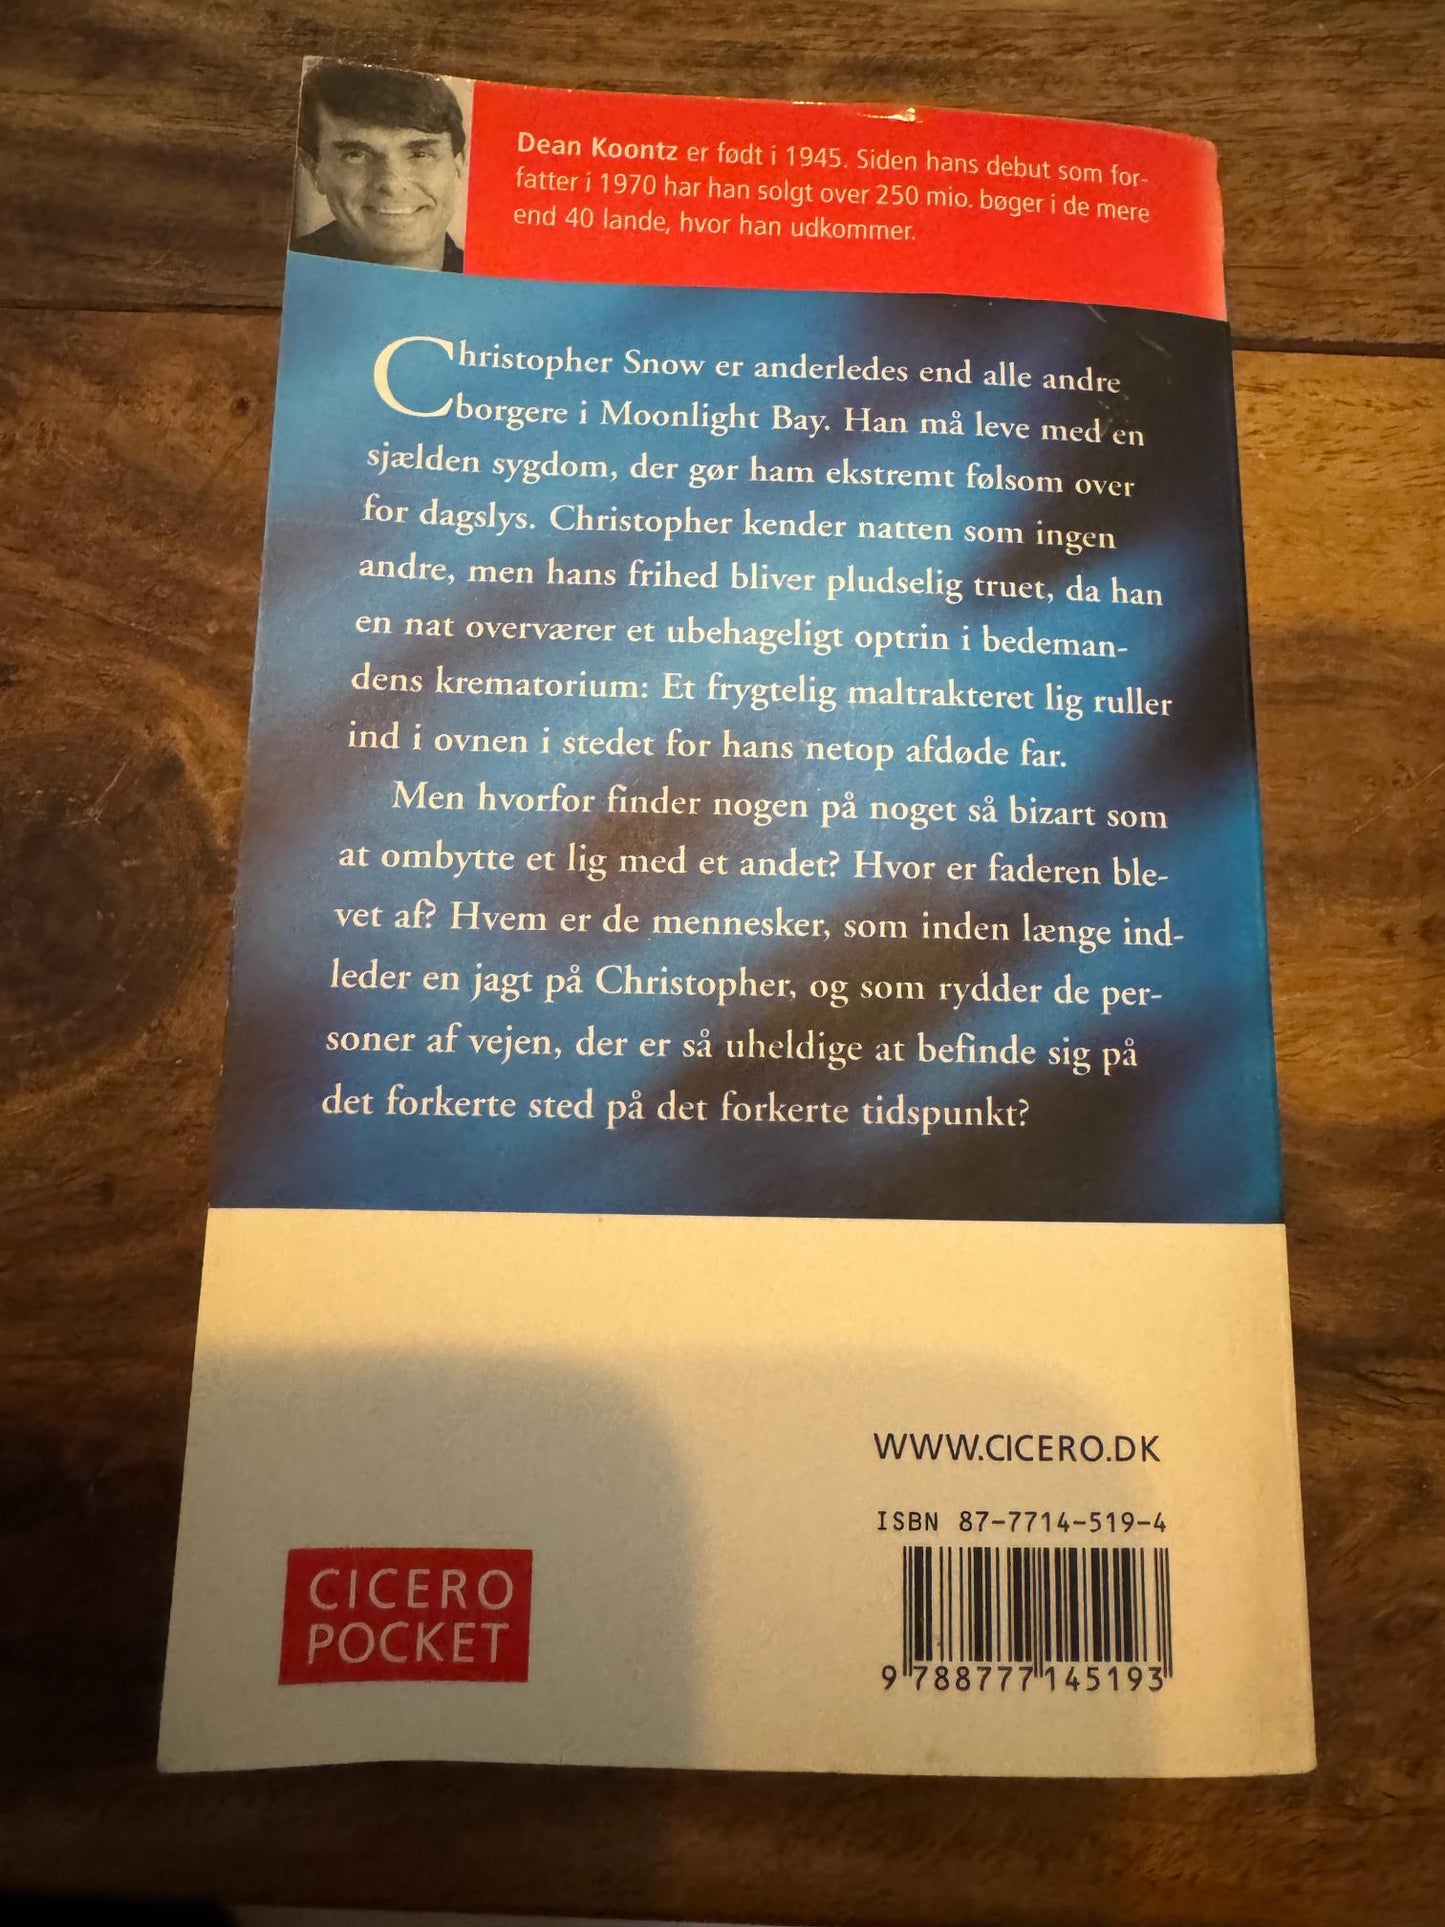 Dean Koontz er født i 1945. Siden hans debut som for-
fatter i 1970 har han solgt over 250 mio. bøger i de mere
end 40 lande, hvor han udkommer.
Christopher Snow er anderledes end alle andre
borgere i Moonlight Bay. Han må leve med en
sjælden sygdom, der gør ham ekstremt følsom over
for dagslys. Christopher kender natten som ingen
andre, men hans frihed bliver pludselig truet, da han
en nat overværer et ubehageligt optrin i bedeman-
dens krematorium: Et frygtelig maltrakteret lig ruller
ind i ovnen i stedet for hans netop afdøde far.
Men hvorfor finder nogen på noget så bizart som
at ombytte et lig med et andet? Hvor er faderen ble-
vet af? Hvem er de mennesker, som inden længe ind-
leder en jagt på Christopher, og som rydder de per-
soner af vejen, der er så uheldige at befinde sig på
det forkerte sted på det forkerte tidspunkt?
WWW.CICERO.DK
ISBN 87-7714-519-4
9 788777 145193
CICERO
POCKET